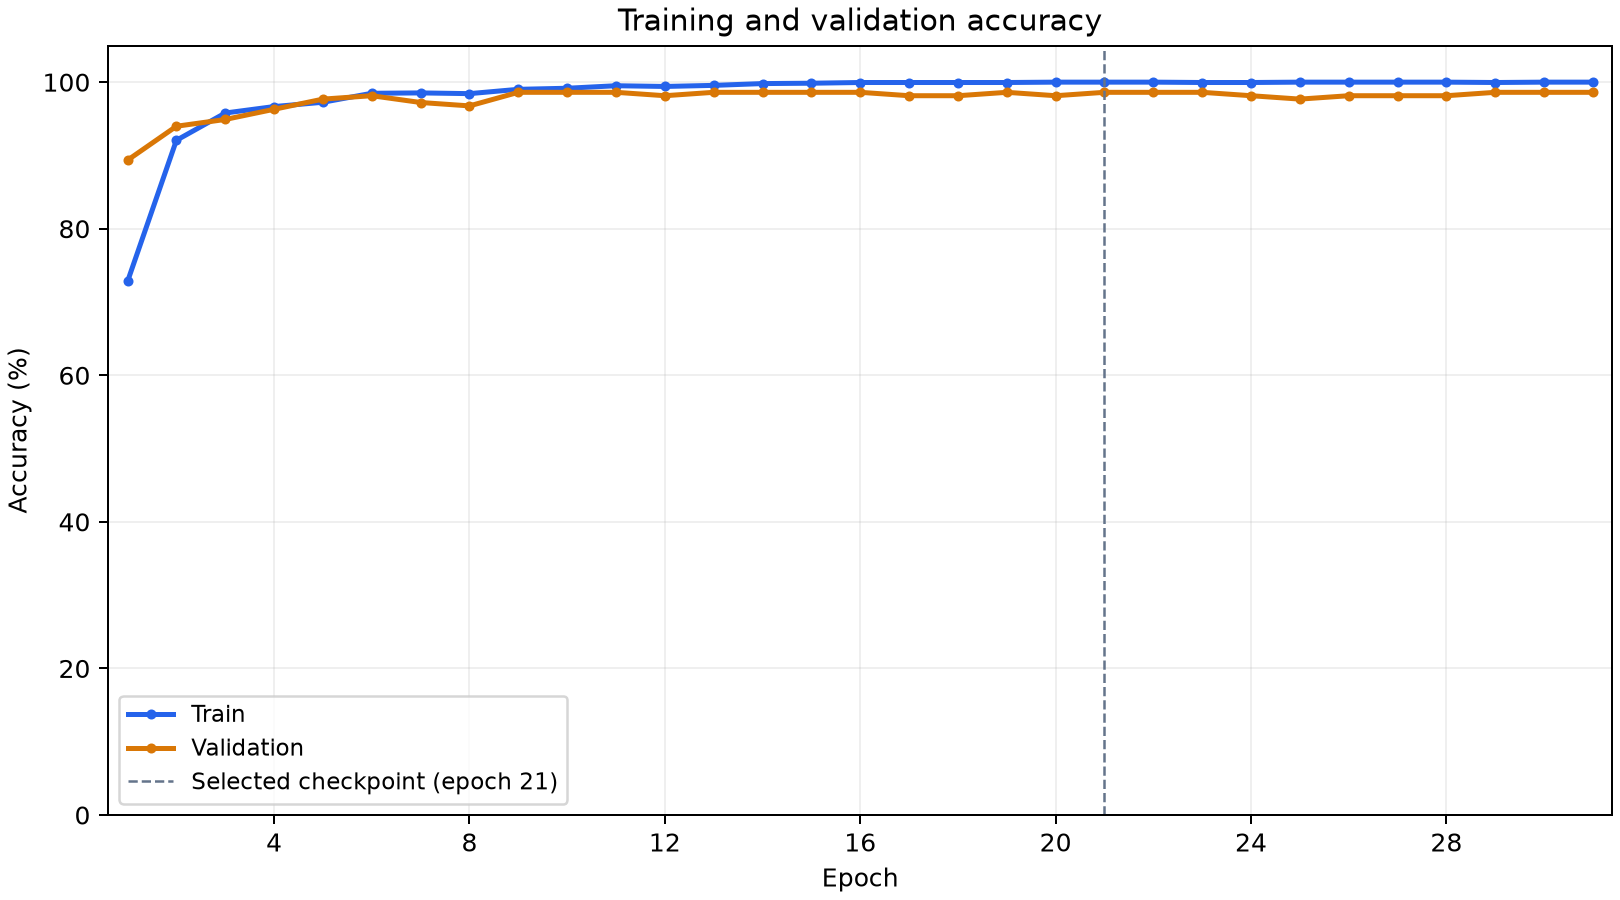 Training and validation accuracy
100
80
60
40
20
0
Accuracy (%)
Train
Validation
Selected checkpoint (epoch 21)
4 8 12 16 20 24 28
Epoch